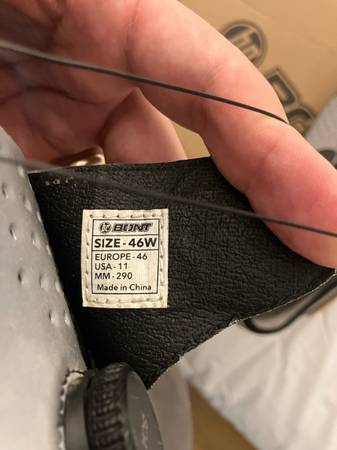 BONT
SIZE - 46W
EUROPE - 46
USA - 11
MM - 290
Made in China